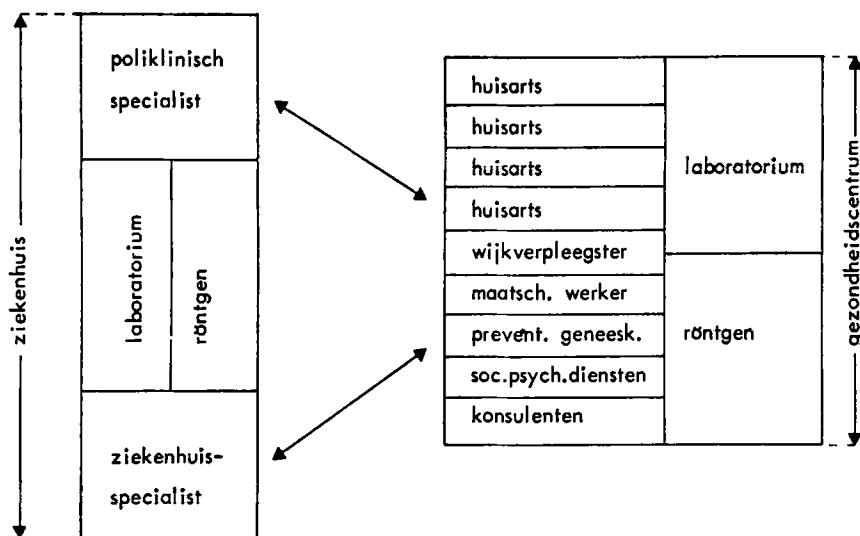 ziekenhuis
poliklinisch
specialist
laboratorium
röntgen
ziekenhuis-
specialist
huisarts
huisarts
huisarts
huisarts
wijkverpleegster
maatsch. werker
prevent. geneesk.
soc.psych.diensten
konsulenten
laboratorium
röntgen
gezondheidscentrum